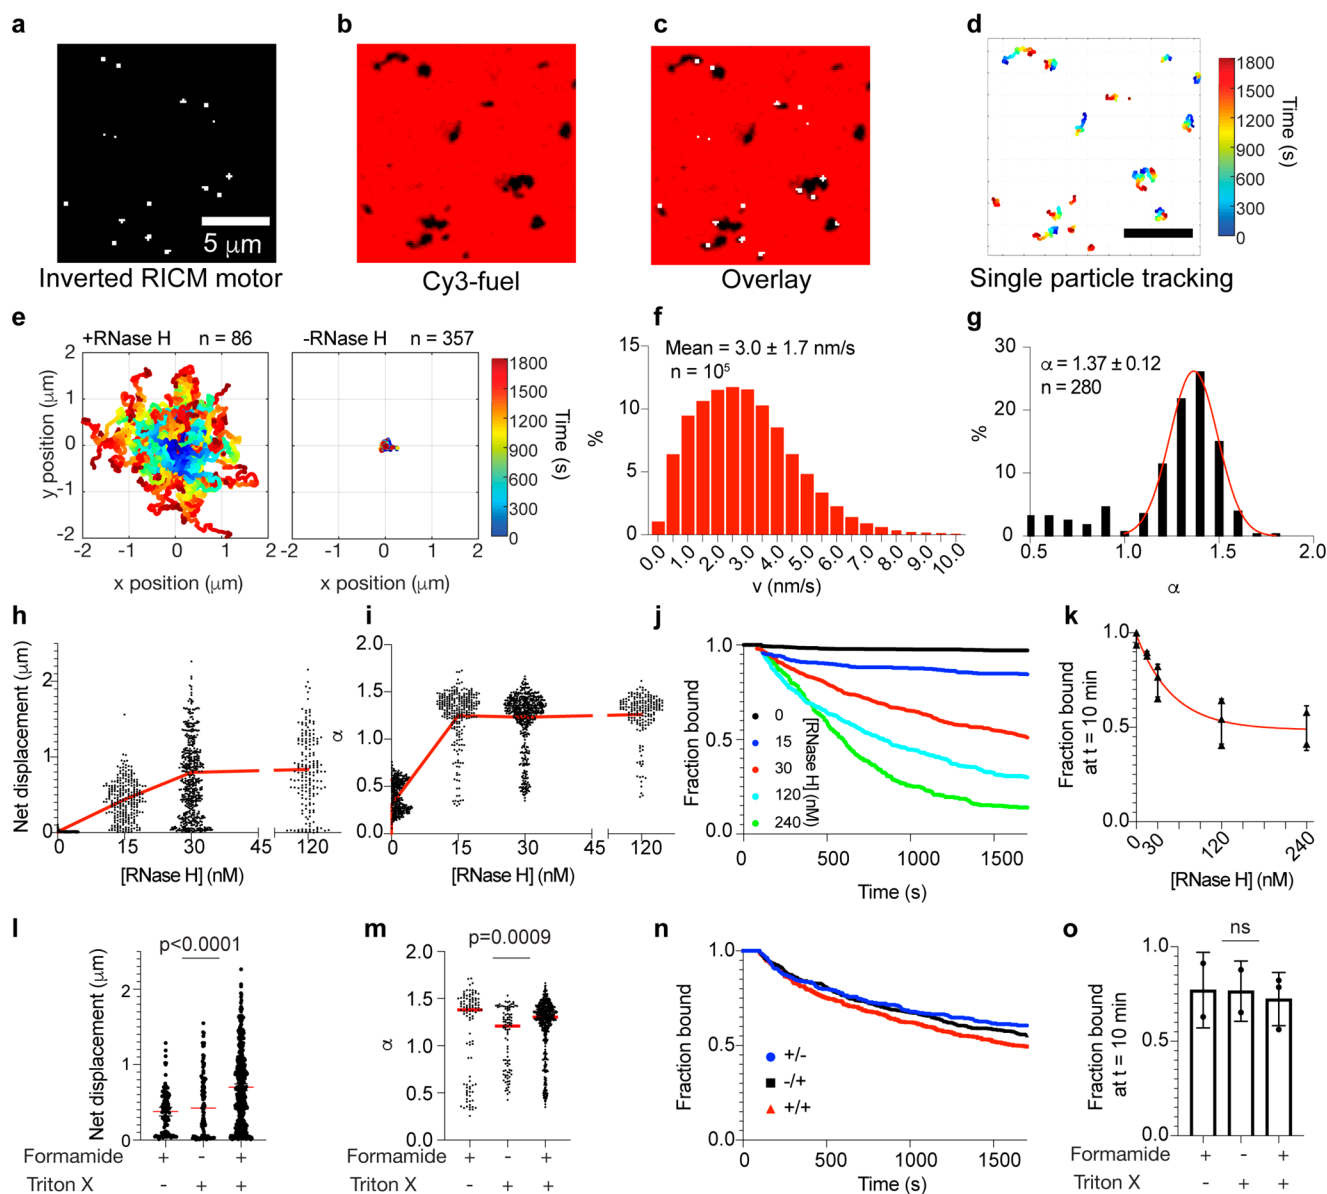 a
b
c
d
5 μm
Inverted RICM motor
Cy3-fuel
Overlay
Single particle tracking
1800
1500
1200
900
600
300
0
Time (s)
e
+RNase H n = 86
-RNase H n = 357
2
1
0
-1
-2
y position (μm)
-2 -1 0 1 2
x position (μm)
-2 -1 0 1 2
x position (μm)
1800
1500
1200
900
600
300
0
Time (s)
f
Mean = 3.0 ± 1.7 nm/s
n = 10⁵
15
10
5
0
%
0.0 1.0 2.0 3.0 4.0 5.0 6.0 7.0 8.0 9.0 10.0
v (nm/s)
g
α = 1.37 ± 0.12
n = 280
30
20
10
0
%
0.5 1.0 1.5 2.0
α
h
Net displacement (μm)
3
2
1
0
0 15 30 45 120
[RNase H] (nM)
i
α
2.0
1.5
1.0
0.5
0.0
0 15 30 45 120
[RNase H] (nM)
j
Fraction bound
1.0
0.5
0.0
0
15
30
120
240
[RNase H] (nM)
0 500 1000 1500
Time (s)
k
Fraction bound
at t = 10 min
1.0
0.5
0.0
0 30 120 240
[RNase H] (nM)
l
p<0.0001
Net displacement (μm)
2
1
0
Formamide + - +
Triton X - + +
m
p=0.0009
α
2.0
1.5
1.0
0.5
0.0
Formamide + - +
Triton X - + +
n
Fraction bound
1.0
0.5
0.0
+/-
-/+
+/+
0 500 1000 1500
Time (s)
o
ns
Fraction bound
at t = 10 min
1.0
0.5
0.0
Formamide + - +
Triton X - + +